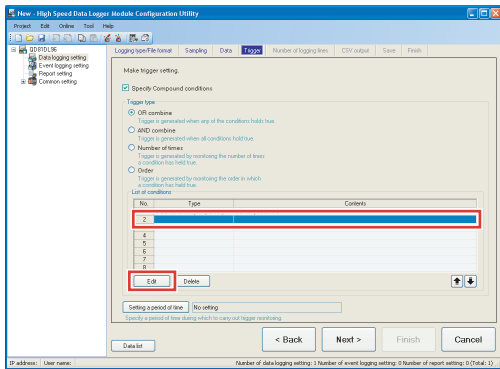 New - High Speed Data Logger Module Configuration Utility
Project Edit Online Tool Help
QD81DL96
Data logging setting
Event logging setting
Report setting
Common setting
Logging type/File format Sampling Data Trigger Number of logging lines CSV output Save Finish
Make trigger setting.
Specify Compound conditions
Trigger type
OR combine
Trigger is generated when any of the conditions holds true.
AND combine
Trigger is generated when all conditions hold true.
Number of times
Trigger is generated by monitoring the number of times
a condition has held true.
Order
Trigger is generated by monitoring the order in which
a condition has held true.
List of conditions
No. Type Contents
2
4
5
6
7
8
Edit Delete
Setting a period of time No setting
Specify a period of time during which to carry out trigger monitoring.
Data list < Back Next > Finish Cancel
IP address: User name: Number of data logging setting: 1 Number of event logging setting: 0 Number of report setting: 0 (Total: 1)